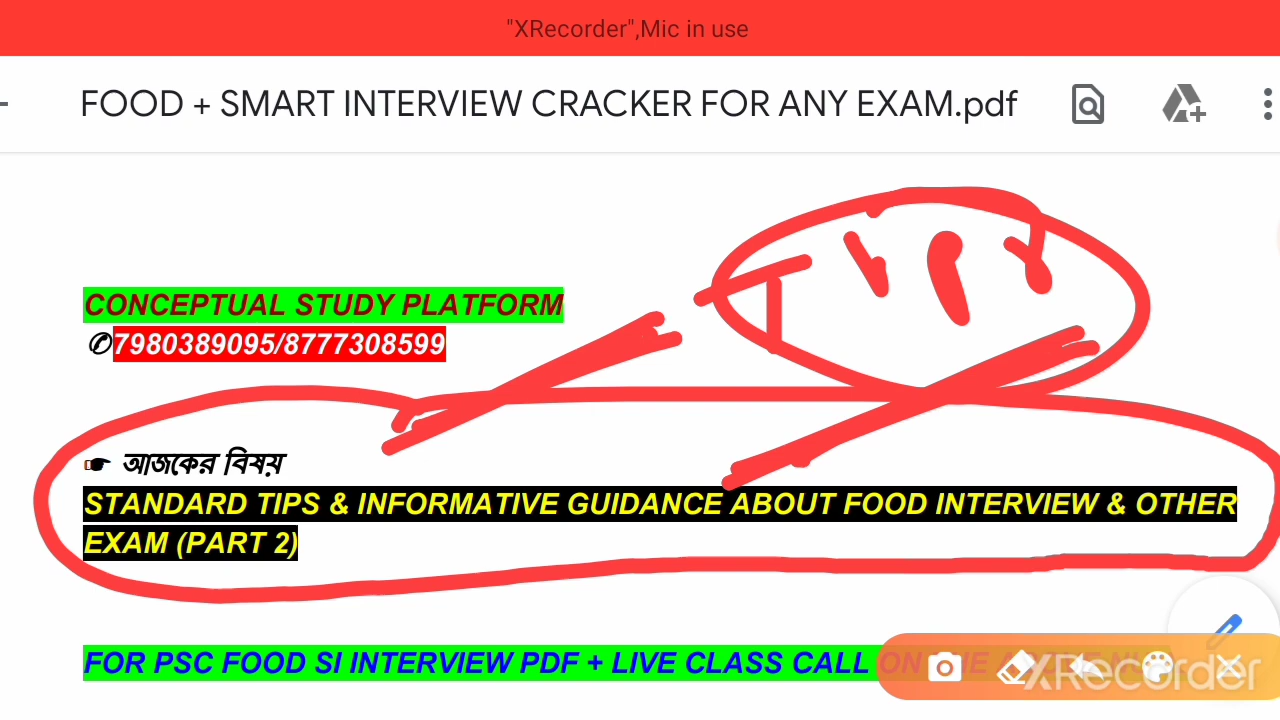 "XRecorder",Mic in use
FOOD + SMART INTERVIEW CRACKER FOR ANY EXAM.pdf
Tips
CONCEPTUAL STUDY PLATFORM
✆7980389095/8777308599
☛ আজকের বিষয়
STANDARD TIPS & INFORMATIVE GUIDANCE ABOUT FOOD INTERVIEW & OTHER
EXAM (PART 2)
FOR PSC FOOD SI INTERVIEW PDF + LIVE CLASS CALL
XRecorder